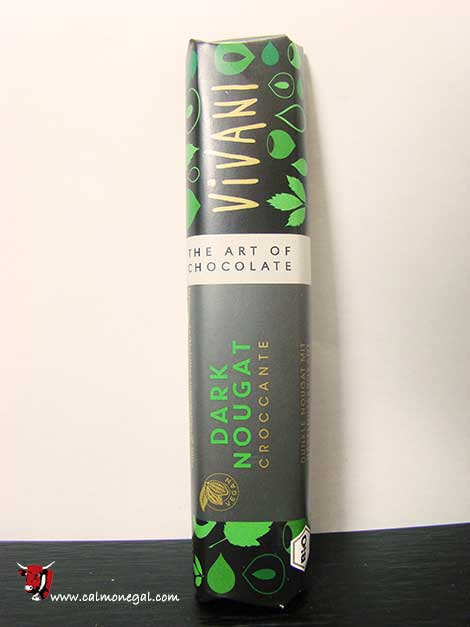 ViVANi
THE ART OF
CHOCOLATE
DARK
NOUGAT
CROCCANTE
DUNKLE NOUGAT MIT
VEGAN
BIO
www.calmonegal.com